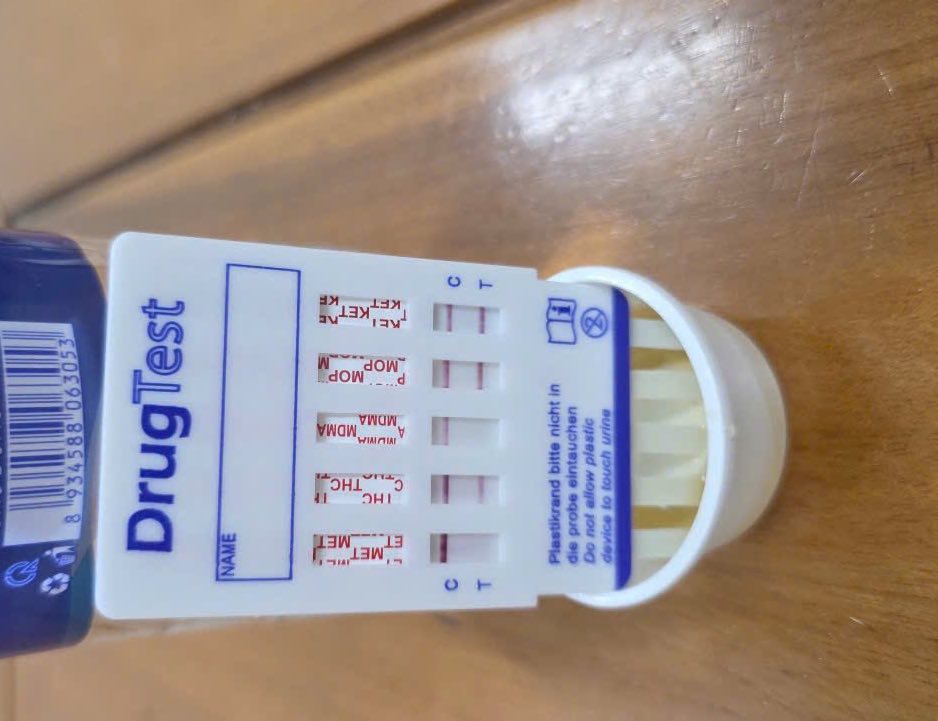 DrugTest
NAME
KET
MOP
MDMA
THC
MET
C
T
C
T
Plastikrand bitte nicht in
die probe eintauchen
Do not allow plastic
device to touch urine
8 934588 063053